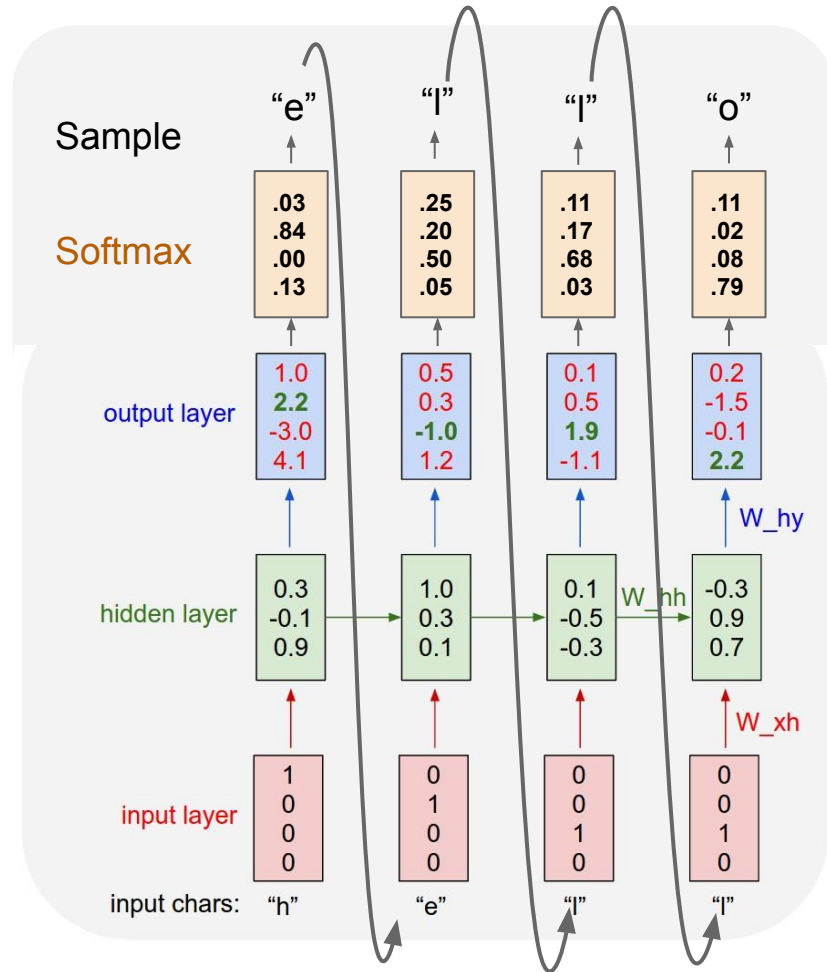 “e” “l” “l” “o”
Sample
.03 .25 .11 .11
.84 .20 .17 .02
Softmax
.00 .50 .68 .08
.13 .05 .03 .79
1.0 0.5 0.1 0.2
2.2 0.3 0.5 -1.5
output layer
-3.0 -1.0 1.9 -0.1
4.1 1.2 -1.1 2.2
W_hy
0.3 1.0 0.1 -0.3
W_hh
hidden layer
-0.1 0.3 -0.5 0.9
0.9 0.1 -0.3 0.7
W_xh
1 0 0 0
0 1 0 0
input layer
0 0 1 1
0 0 0 0
input chars: “h” “e” “l” “l”